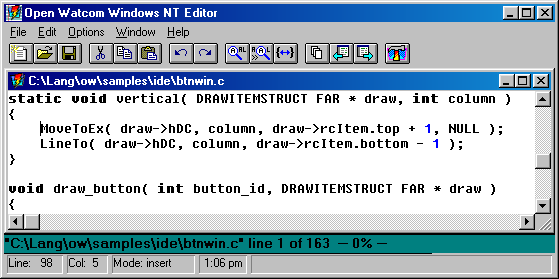 Open Watcom Windows NT Editor
File Edit Options Window Help
C:\Lang\ow\samples\ide\btnwin.c
static void vertical( DRAWITEMSTRUCT FAR * draw, int column )
{
MoveToEx( draw->hDC, column, draw->rcItem.top + 1, NULL );
LineTo( draw->hDC, column, draw->rcItem.bottom - 1 );
}
void draw_button( int button_id, DRAWITEMSTRUCT FAR * draw )
{
"C:\Lang\ow\samples\ide\btnwin.c" line 1 of 163 -- 0% --
Line: 98 Col: 5 Mode: insert 1:06 pm